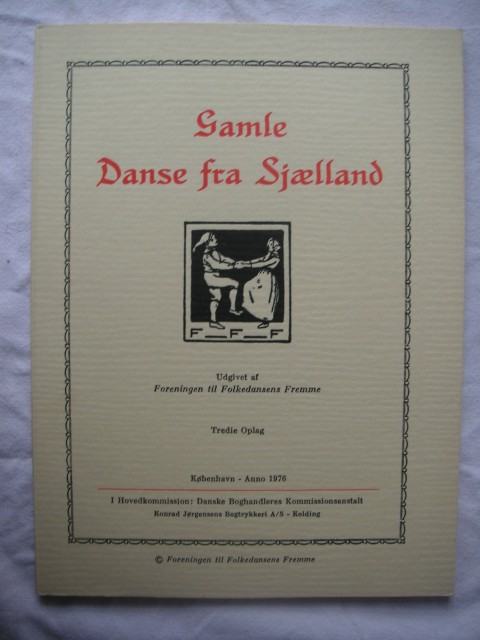 Gamle
Danse fra Sjælland
F_F_F
Udgivet af
Foreningen til Folkedansens Fremme
Tredie Oplag
København - Anno 1976
I Hovedkommission: Danske Boghandleres Kommissionsanstalt
Konrad Jørgensens Bogtrykkeri A/S - Kolding
© Foreningen til Folkedansens Fremme